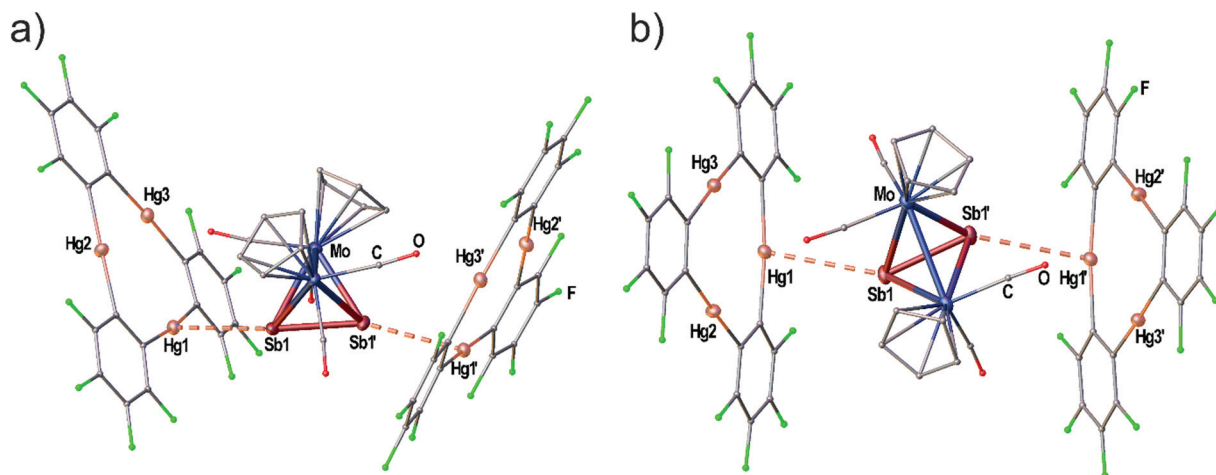 a)
b)
Hg3
Hg2
Hg1
Mo
C
O
Sb1
Sb1'
Hg3'
Hg2'
Hg1'
F
Hg3
Hg1
Hg2
Mo
Sb1'
Sb1
C
O
F
Hg2'
Hg1'
Hg3'